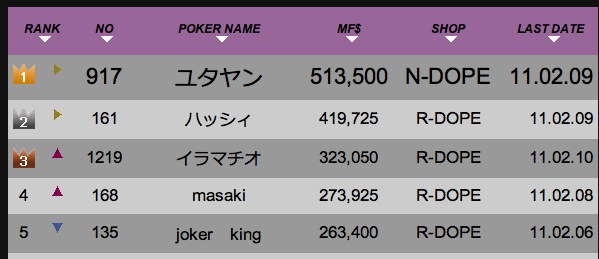 RANK NO POKER NAME MF$ SHOP LAST DATE
1 917 ユタヤン 513,500 N-DOPE 11.02.09
2 161 ハッシィ 419,725 R-DOPE 11.02.09
3 1219 イラマチオ 323,050 R-DOPE 11.02.10
4 168 masaki 273,925 R-DOPE 11.02.08
5 135 joker　king 263,400 R-DOPE 11.02.06